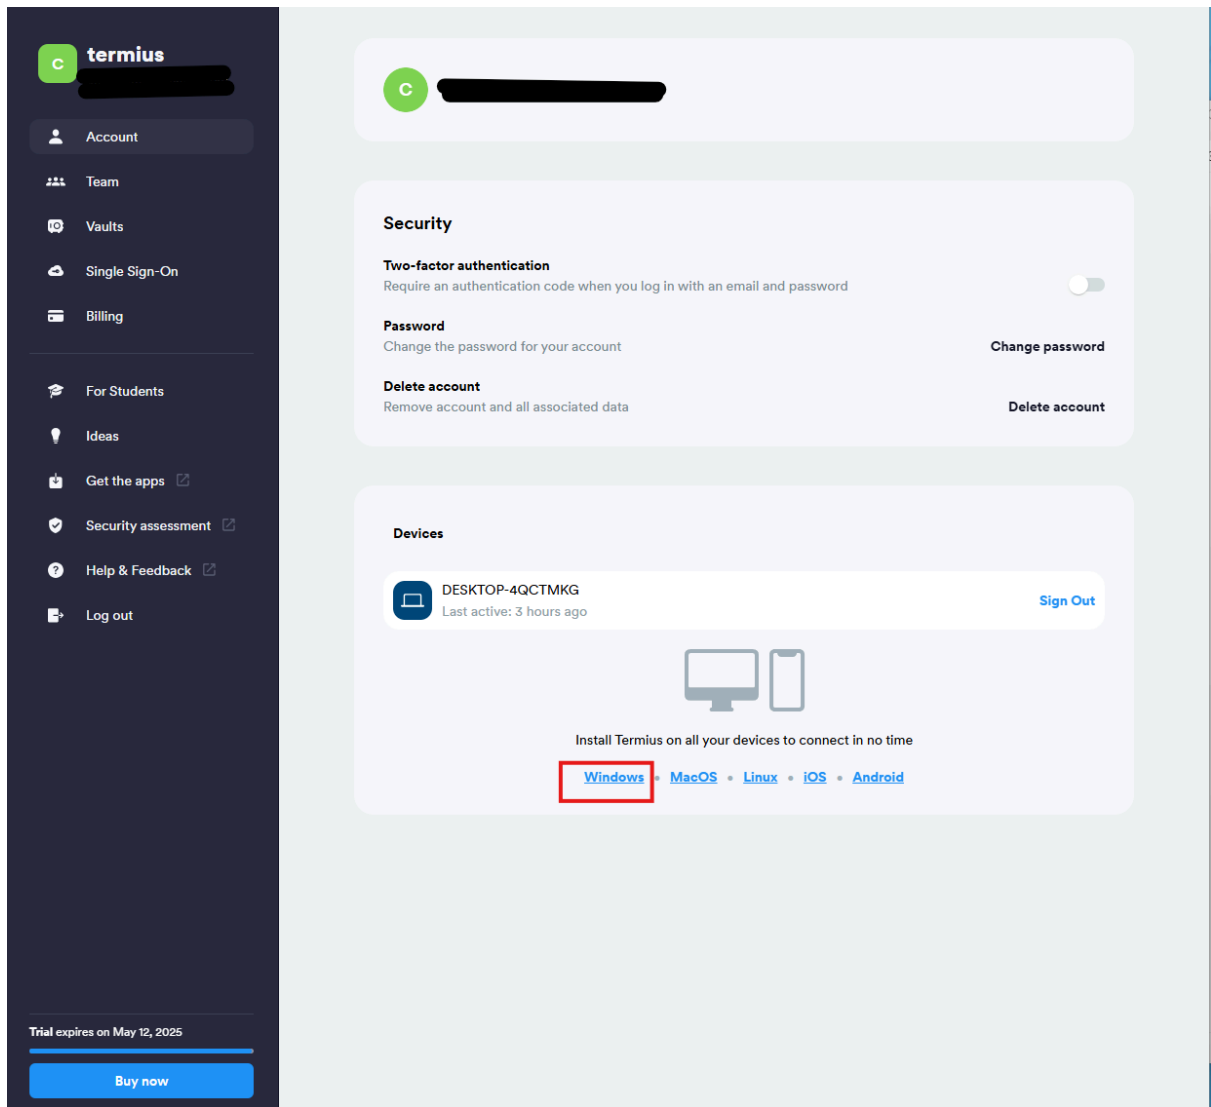 C
termius
Account
Team
Vaults
Single Sign-On
Billing
For Students
Ideas
Get the apps
Security assessment
Help & Feedback
Log out
Trial expires on May 12, 2025
Buy now
C
Security
Two-factor authentication
Require an authentication code when you log in with an email and password
Password
Change the password for your account
Change password
Delete account
Remove account and all associated data
Delete account
Devices
DESKTOP-4QCTMKG
Last active: 3 hours ago
Sign Out
Install Termius on all your devices to connect in no time
Windows • MacOS • Linux • iOS • Android